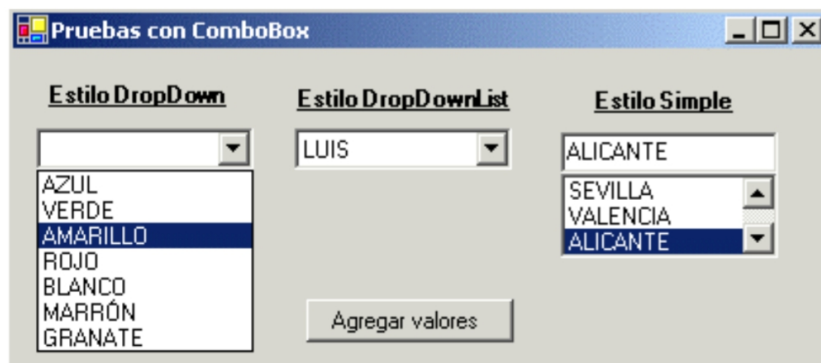 Pruebas con ComboBox
Estilo DropDown
AZUL
VERDE
AMARILLO
ROJO
BLANCO
MARRÓN
GRANATE
Estilo DropDownList
LUIS
Agregar valores
Estilo Simple
ALICANTE
SEVILLA
VALENCIA
ALICANTE